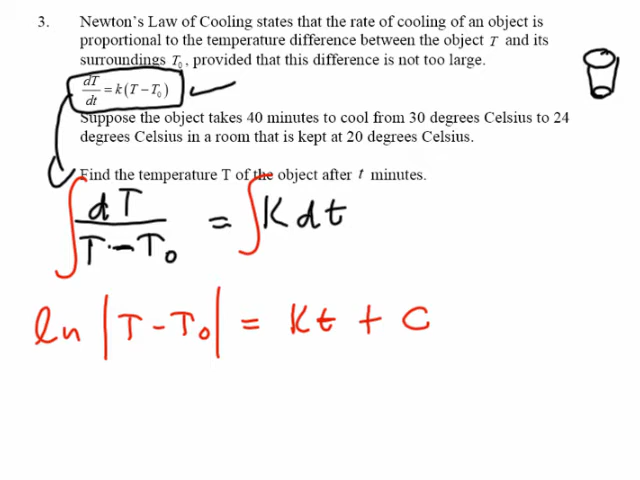 3. Newton's Law of Cooling states that the rate of cooling of an object is
proportional to the temperature difference between the object T and its
surroundings T₀, provided that this difference is not too large.
dT/dt = k(T − T₀)
Suppose the object takes 40 minutes to cool from 30 degrees Celsius to 24
degrees Celsius in a room that is kept at 20 degrees Celsius.
Find the temperature T of the object after t minutes.
∫ dT/(T − T₀) = ∫ K dt
ln |T − T₀| = Kt + C